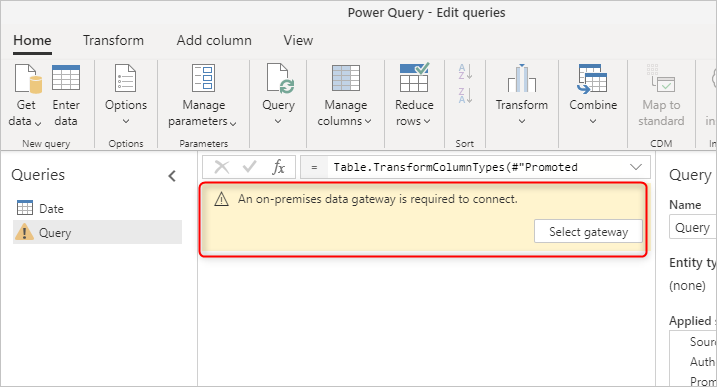 Power Query - Edit queries
Home Transform Add column View
Get data
Enter data
Options
Manage parameters
Query
Manage columns
Reduce rows
Transform
Combine
Map to standard
New query Options Parameters Sort CDM
Queries
Date
Query
fx = Table.TransformColumnTypes(#"Promoted
An on-premises data gateway is required to connect.
Select gateway
Query
Name
Query
Entity ty
(none)
Applied s
Sourc
Auth
Prom